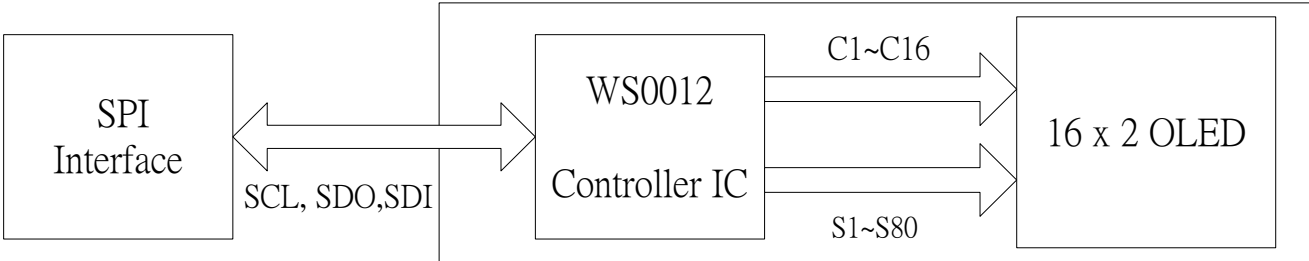 SPI
Interface
SCL, SDO,SDI
WS0012
Controller IC
C1~C16
S1~S80
16 x 2 OLED